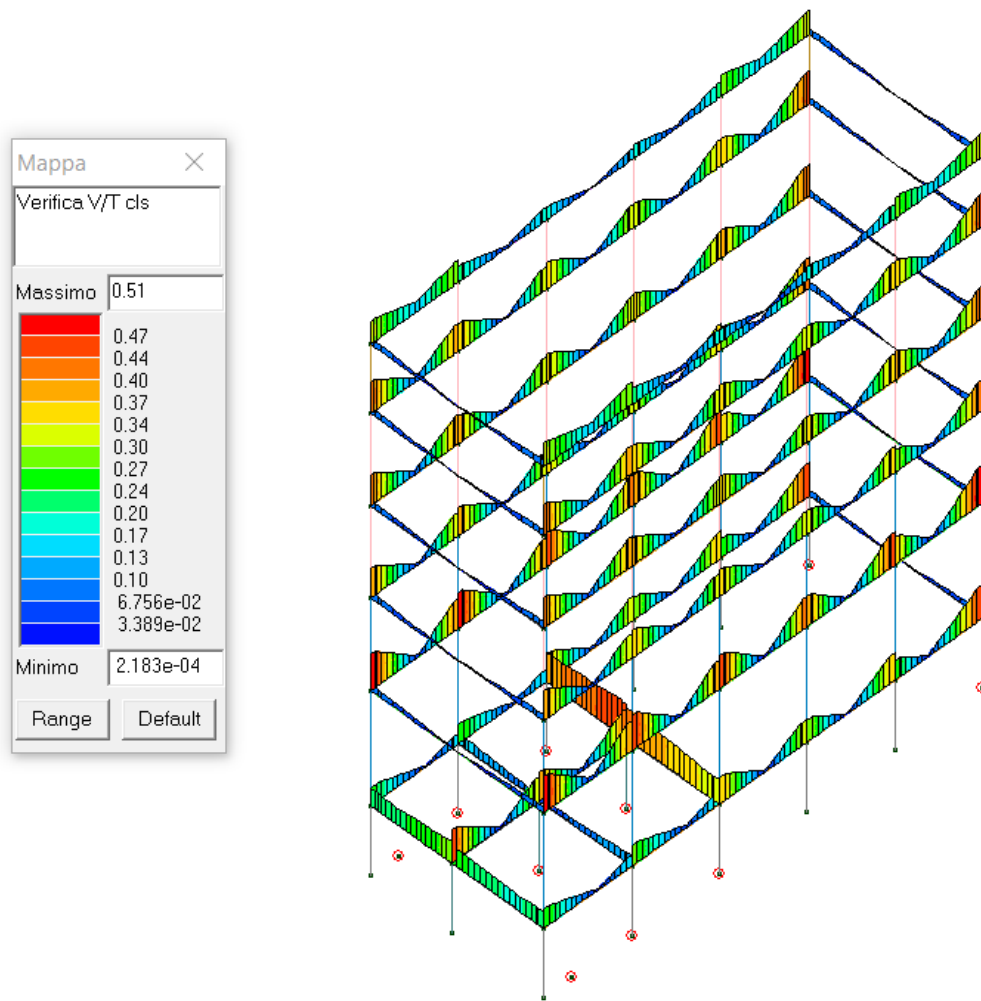 Mappa
Verifica V/T cls
Massimo 0.51
0.47
0.44
0.40
0.37
0.34
0.30
0.27
0.24
0.20
0.17
0.13
0.10
6.756e-02
3.389e-02
Minimo 2.183e-04
Range Default